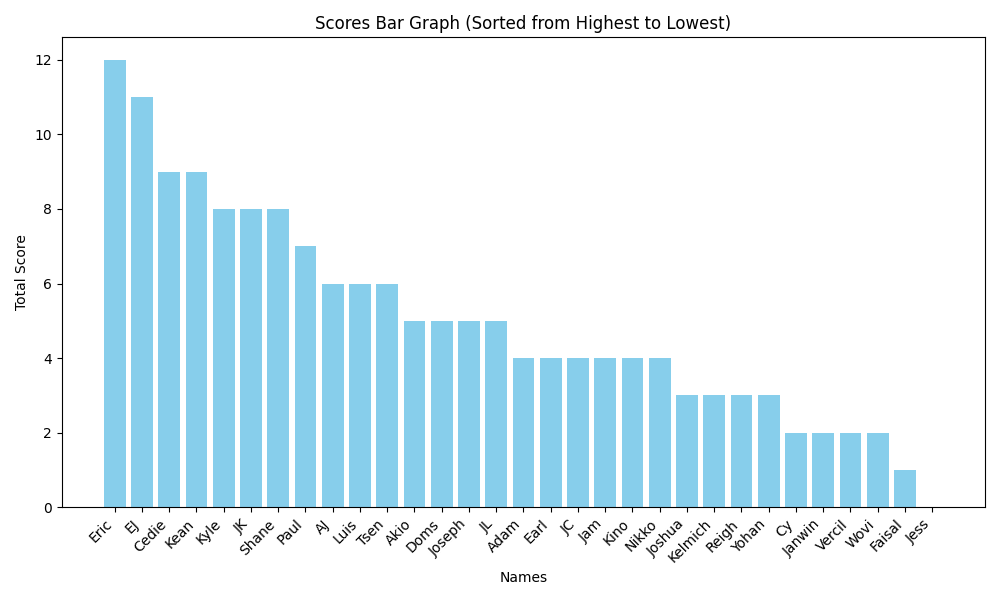 Scores Bar Graph (Sorted from Highest to Lowest)
12
10
8
6
4
2
0
Total Score
Eric
EJ
Cedie
Kean
Kyle
JK
Shane
Paul
AJ
Luis
Tsen
Akio
Doms
Joseph
JL
Adam
Earl
JC
Jam
Kino
Nikko
Joshua
Kelmich
Reigh
Yohan
Cy
Janwin
Vercil
Wovi
Faisal
Jess
Names